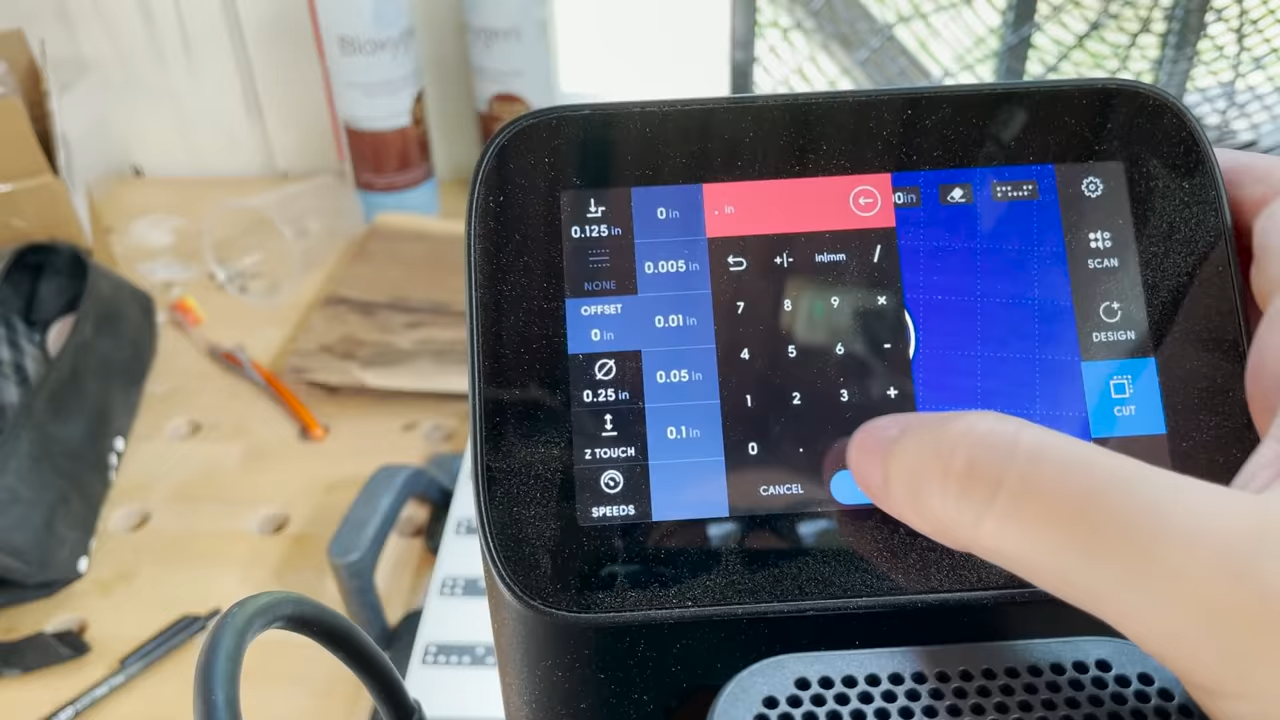 0.125 in
NONE
OFFSET
0 in
0.25 in
Z TOUCH
SPEEDS
0 in
0.005 in
0.01 in
0.05 in
0.1 in
. in
+/- in|mm /
7 8 9 ×
4 5 6 -
1 2 3 +
0 .
CANCEL
0in
SCAN
DESIGN
CUT